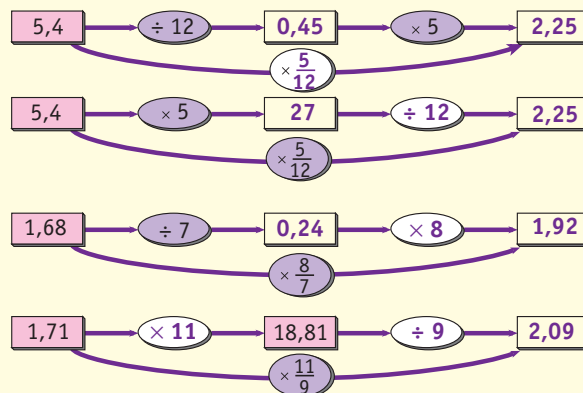 5,4 ÷ 12 0,45 × 5 2,25
× 5/12
5,4 × 5 27 ÷ 12 2,25
× 5/12
1,68 ÷ 7 0,24 × 8 1,92
× 8/7
1,71 × 11 18,81 ÷ 9 2,09
× 11/9